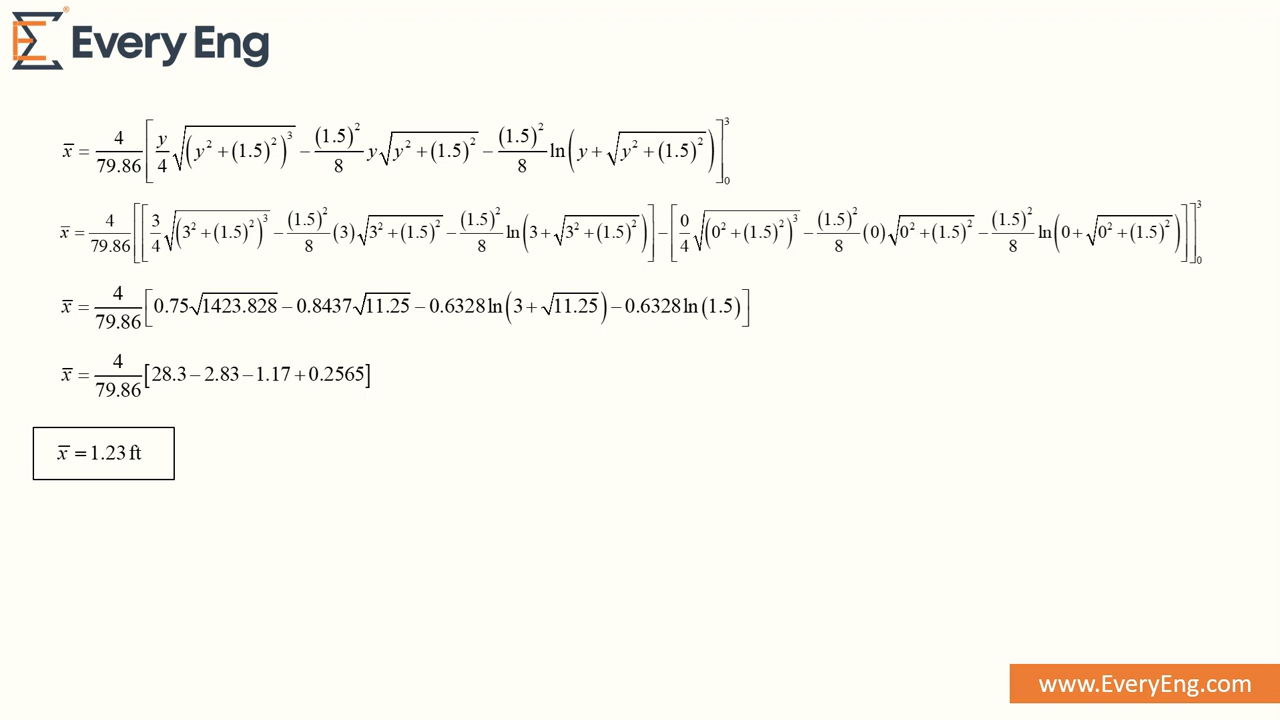 Every Eng
x̄ = 4/79.86 [ y/4 √(y² + (1.5)²)³ − (1.5)²/8 y√(y² + (1.5)²) − (1.5)²/8 ln(y + √(y² + (1.5)²)) ]₀³
x̄ = 4/79.86 [[ 3/4 √(3² + (1.5)²)³ − (1.5)²/8 (3)√(3² + (1.5)²) − (1.5)²/8 ln(3 + √(3² + (1.5)²)) ] − [ 0/4 √(0² + (1.5)²)³ − (1.5)²/8 (0)√(0² + (1.5)²) − (1.5)²/8 ln(0 + √(0² + (1.5)²)) ]]₀³
x̄ = 4/79.86 [ 0.75√1423.828 − 0.8437√11.25 − 0.6328 ln(3 + √11.25) − 0.6328 ln(1.5) ]
x̄ = 4/79.86 [28.3 − 2.83 − 1.17 + 0.2565]
x̄ = 1.23 ft
www.EveryEng.com